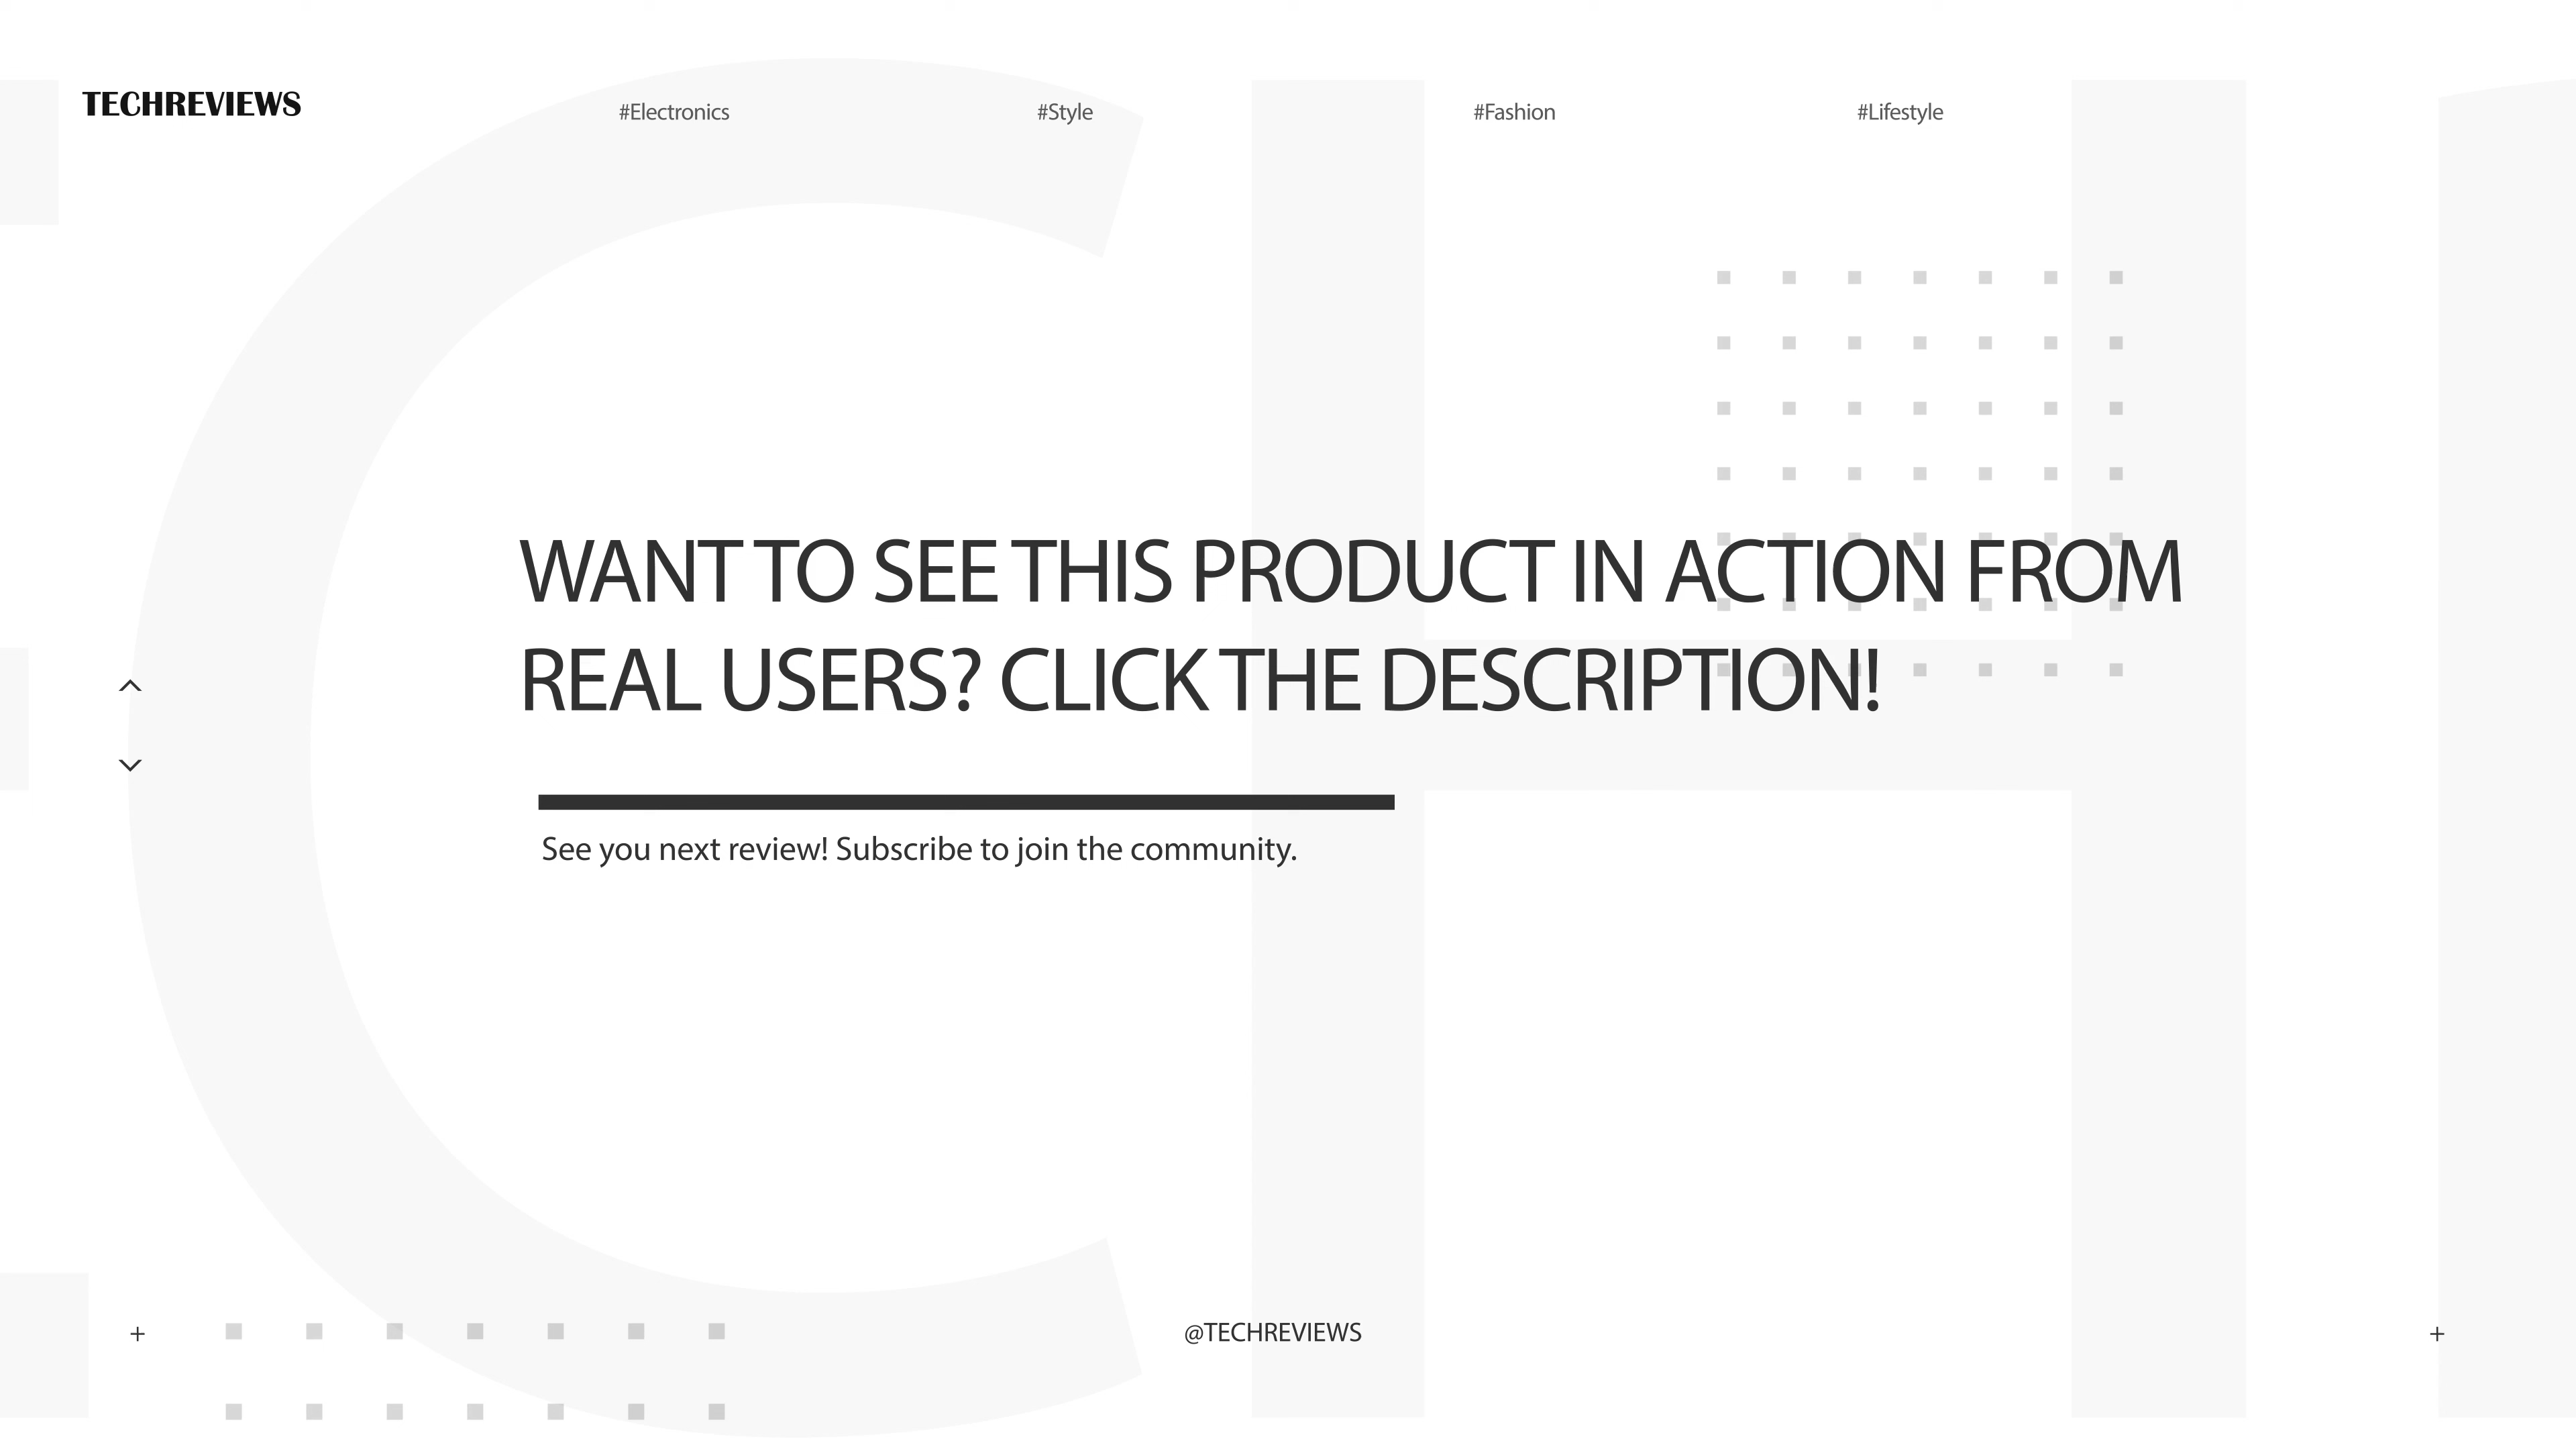 TECHREVIEWS
#Electronics
#Style
#Fashion
#Lifestyle
WANT TO SEE THIS PRODUCT IN ACTION FROM
REAL USERS? CLICK THE DESCRIPTION!
See you next review! Subscribe to join the community.
@TECHREVIEWS